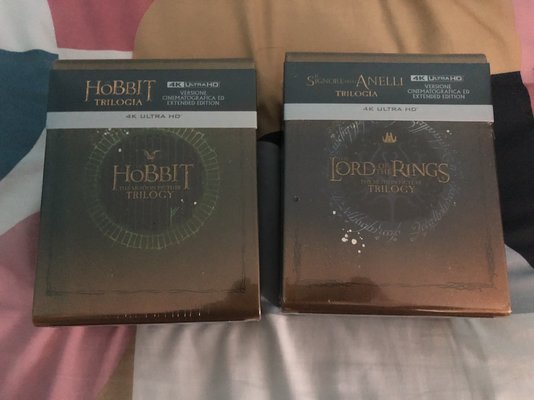 HOBBIT
TRILOGIA
4K ULTRA HD
VERSIONE
CINEMATOGRAFICA ED
EXTENDED EDITION
4K ULTRA HD
THE HOBBIT
THE MOTION PICTURE
TRILOGY
SIGNORE DEGLI ANELLI
TRILOGIA
4K ULTRA HD
VERSIONE
CINEMATOGRAFICA ED
EXTENDED EDITION
4K ULTRA HD
THE LORD OF THE RINGS
THE MOTION PICTURE
TRILOGY